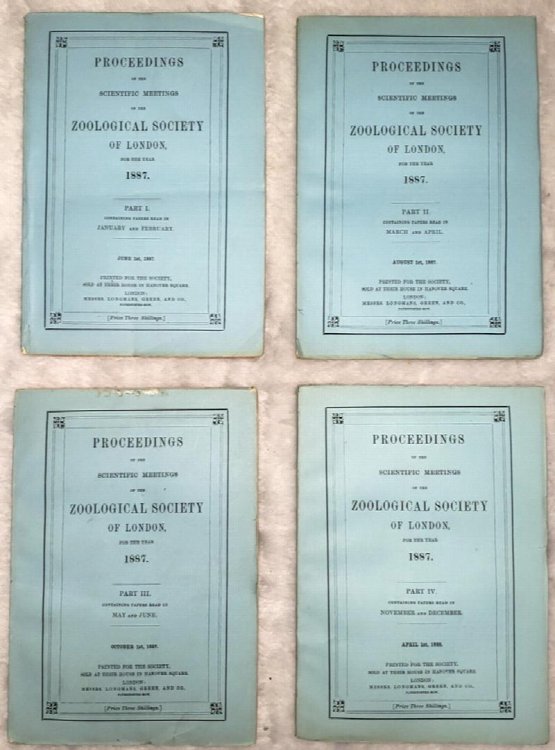 PROCEEDINGS
OF THE
SCIENTIFIC MEETINGS
OF THE
ZOOLOGICAL SOCIETY
OF LONDON,
FOR THE YEAR
1887.
PART I.
CONTAINING PAPERS READ IN
JANUARY AND FEBRUARY.
JUNE 1st, 1887.
PRINTED FOR THE SOCIETY,
SOLD AT THEIR HOUSE IN HANOVER SQUARE.
LONDON:
MESSRS. LONGMANS, GREEN, AND CO.,
PATERNOSTER-ROW.
[Price Three Shillings.]
PROCEEDINGS
OF THE
SCIENTIFIC MEETINGS
OF THE
ZOOLOGICAL SOCIETY
OF LONDON,
FOR THE YEAR
1887.
PART II.
CONTAINING PAPERS READ IN
MARCH AND APRIL.
AUGUST 1st, 1887.
PRINTED FOR THE SOCIETY,
SOLD AT THEIR HOUSE IN HANOVER SQUARE.
LONDON:
MESSRS. LONGMANS, GREEN, AND CO.,
PATERNOSTER-ROW.
[Price Three Shillings.]
PROCEEDINGS
OF THE
SCIENTIFIC MEETINGS
OF THE
ZOOLOGICAL SOCIETY
OF LONDON,
FOR THE YEAR
1887.
PART III.
CONTAINING PAPERS READ IN
MAY AND JUNE.
OCTOBER 1st, 1887.
PRINTED FOR THE SOCIETY,
SOLD AT THEIR HOUSE IN HANOVER SQUARE.
LONDON:
MESSRS. LONGMANS, GREEN, AND CO.,
PATERNOSTER-ROW.
[Price Three Shillings.]
PROCEEDINGS
OF THE
SCIENTIFIC MEETINGS
OF THE
ZOOLOGICAL SOCIETY
OF LONDON,
FOR THE YEAR
1887.
PART IV.
CONTAINING PAPERS READ IN
NOVEMBER AND DECEMBER.
APRIL 1st, 1888.
PRINTED FOR THE SOCIETY,
SOLD AT THEIR HOUSE IN HANOVER SQUARE.
LONDON:
MESSRS. LONGMANS, GREEN, AND CO.,
PATERNOSTER-ROW.
[Price Three Shillings.]